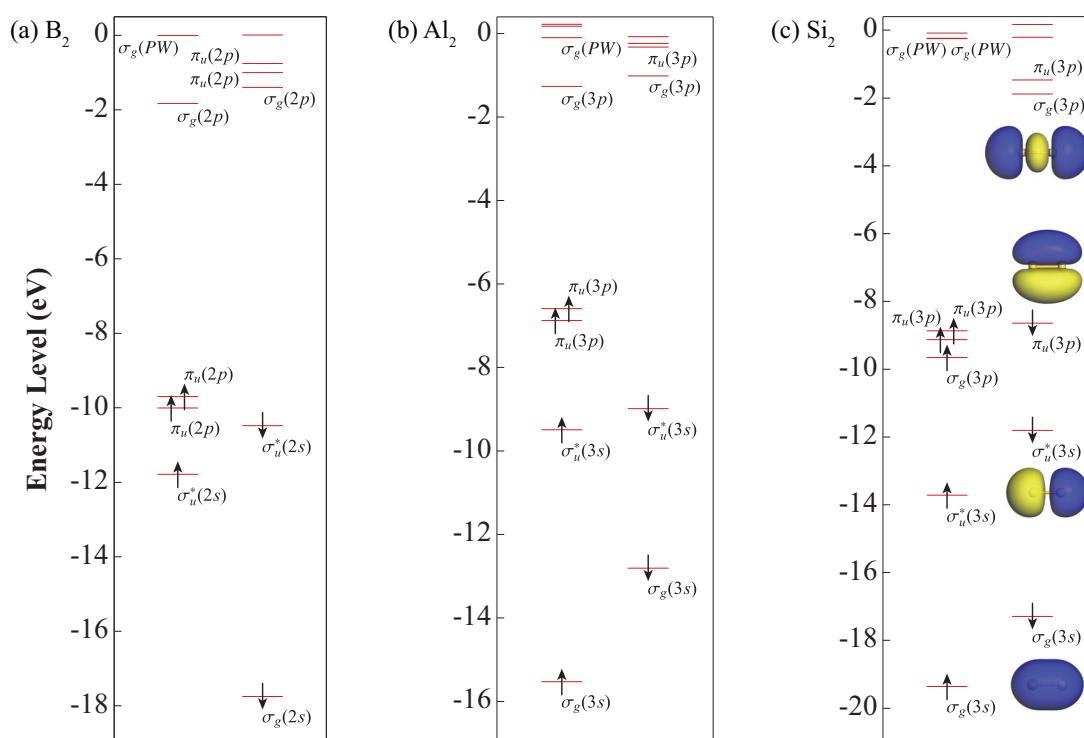 (a) B₂
Energy Level (eV)
0
-2
-4
-6
-8
-10
-12
-14
-16
-18
σg(PW)
πu(2p)
πu(2p)
σg(2p)
σg(2p)
πu(2p)
πu(2p)
σu*(2s)
σu*(2s)
σg(2s)
(b) Al₂
0
-2
-4
-6
-8
-10
-12
-14
-16
σg(PW)
πu(3p)
σg(3p)
σg(3p)
πu(3p)
πu(3p)
σu*(3s)
σu*(3s)
σg(3s)
σg(3s)
(c) Si₂
0
-2
-4
-6
-8
-10
-12
-14
-16
-18
-20
σg(PW) σg(PW)
πu(3p)
σg(3p)
πu(3p)
πu(3p)
πu(3p)
σg(3p)
σu*(3s)
σu*(3s)
σg(3s)
σg(3s)